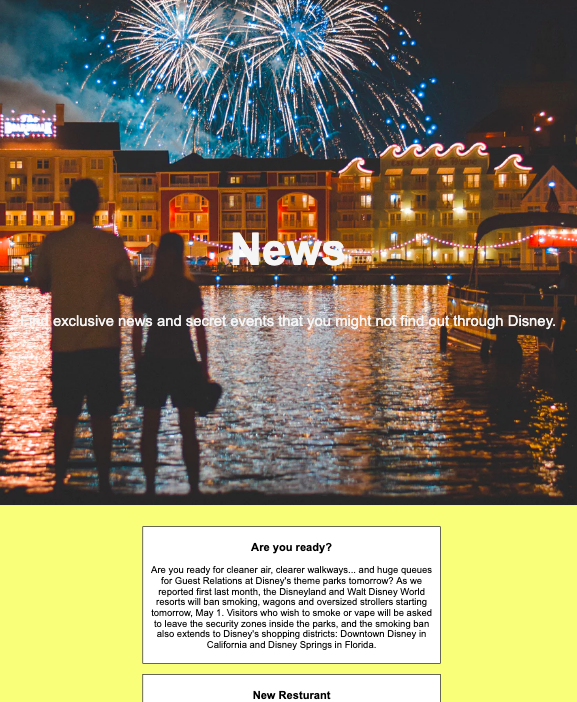 News
Find exclusive news and secret events that you might not find out through Disney.
Are you ready?
Are you ready for cleaner air, clearer walkways... and huge queues
for Guest Relations at Disney's theme parks tomorrow? As we
reported first last month, the Disneyland and Walt Disney World
resorts will ban smoking, wagons and oversized strollers starting
tomorrow, May 1. Visitors who wish to smoke or vape will be asked
to leave the security zones inside the parks, and the smoking ban
also extends to Disney's shopping districts: Downtown Disney in
California and Disney Springs in Florida.
New Resturant